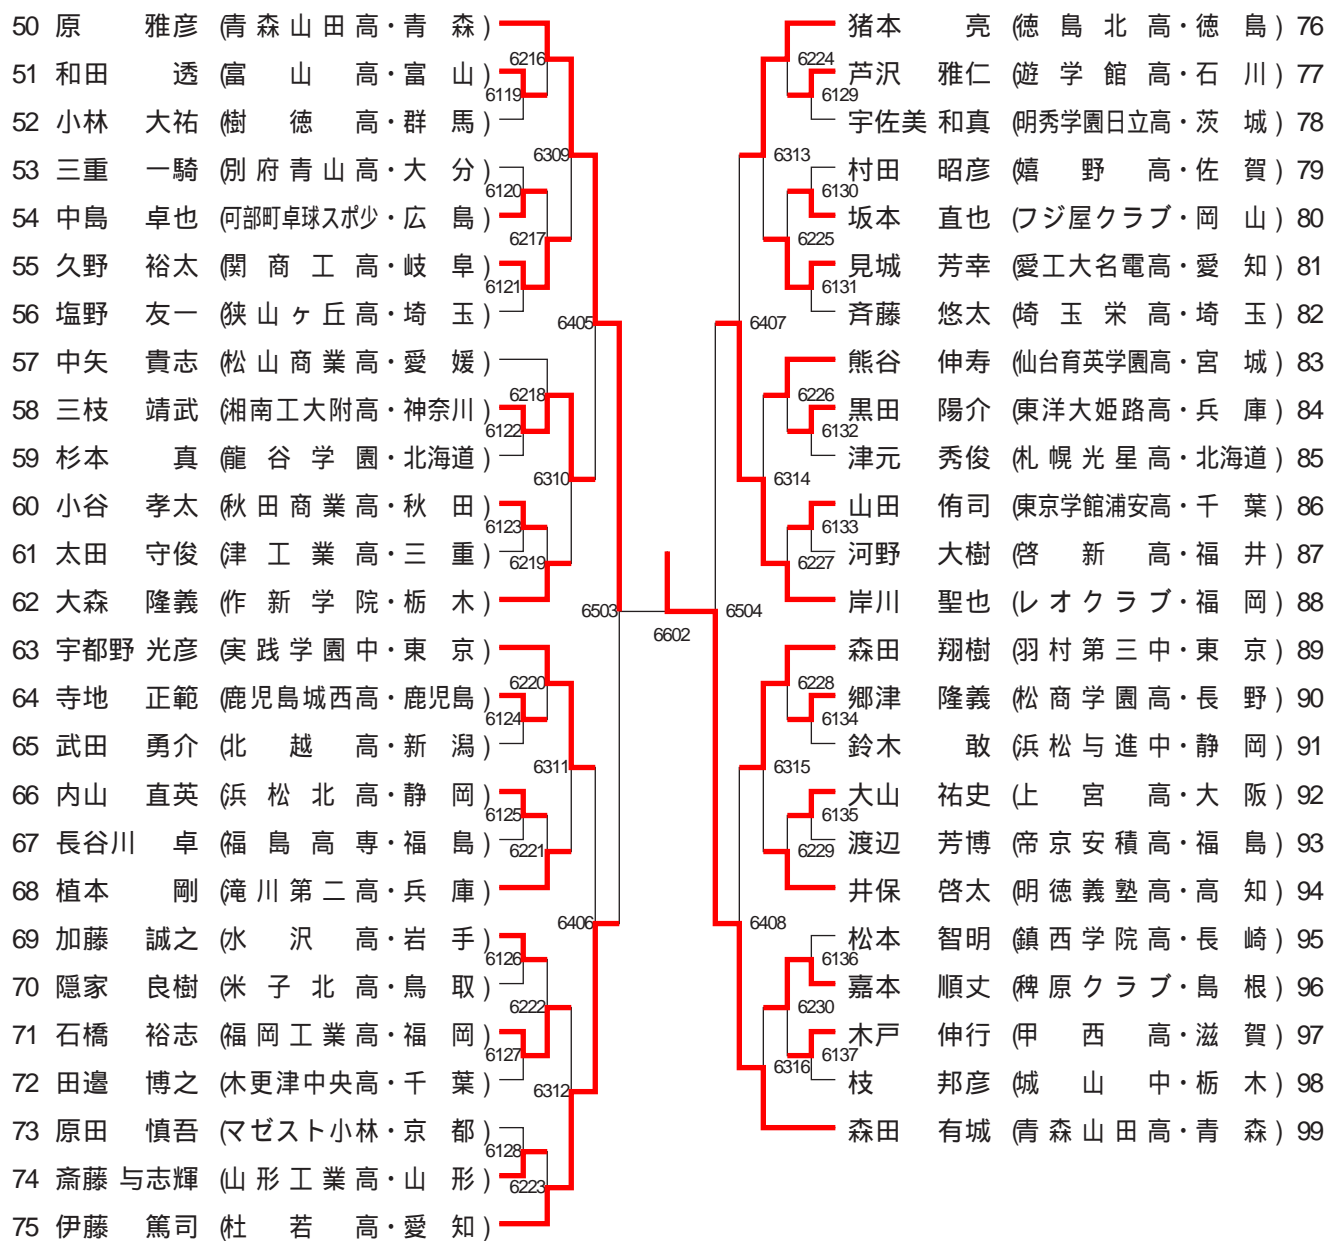 50 原 雅彦 (青森山田高・青 森)
51 和田 透 (富 山 高・富 山)
52 小林 大祐 (樹 徳 高・群 馬)
53 三重 一騎 (別府青山高・大 分)
54 中島 卓也 (可部町卓球スポ少・広 島)
55 久野 裕太 (関商工高・岐 阜)
56 塩野 友一 (狭山ヶ丘高・埼 玉)
57 中矢 貴志 (松山商業高・愛 媛)
58 三枝 靖武 (湘南工大附高・神奈川)
59 杉本 真 (龍谷学園・北海道)
60 小谷 孝太 (秋田商業高・秋 田)
61 太田 守俊 (津工業高・三 重)
62 大森 隆義 (作新学院・栃 木)
63 宇都野 光彦 (実践学園中・東 京)
64 寺地 正範 (鹿児島城西高・鹿児島)
65 武田 勇介 (北 越 高・新 潟)
66 内山 直英 (浜松北高・静 岡)
67 長谷川 卓 (福島高専・福 島)
68 植本 剛 (滝川第二高・兵 庫)
69 加藤 誠之 (水 沢 高・岩 手)
70 隠家 良樹 (米子北高・鳥 取)
71 石橋 裕志 (福岡工業高・福 岡)
72 田邉 博之 (木更津中央高・千 葉)
73 原田 慎吾 (マゼスト小林・京 都)
74 斎藤 与志輝 (山形工業高・山 形)
75 伊藤 篤司 (杜 若 高・愛 知)
6119
6120
6121
6122
6123
6124
6125
6126
6127
6128
6216
6217
6218
6219
6220
6221
6222
6223
6309
6310
6311
6312
6405
6406
6503
6602
6504
6407
6408
6313
6314
6315
6316
6224
6225
6226
6227
6228
6229
6230
6129
6130
6131
6132
6133
6134
6135
6136
6137
猪本 亮 (徳島北高・徳 島) 76
芦沢 雅仁 (遊学館高・石 川) 77
宇佐美 和真 (明秀学園日立高・茨 城) 78
村田 昭彦 (嬉 野 高・佐 賀) 79
坂本 直也 (フジ屋クラブ・岡 山) 80
見城 芳幸 (愛工大名電高・愛 知) 81
斉藤 悠太 (埼玉栄高・埼 玉) 82
熊谷 伸寿 (仙台育英学園高・宮 城) 83
黒田 陽介 (東洋大姫路高・兵 庫) 84
津元 秀俊 (札幌光星高・北海道) 85
山田 侑司 (東京学館浦安高・千 葉) 86
河野 大樹 (啓 新 高・福 井) 87
岸川 聖也 (レオクラブ・福 岡) 88
森田 翔樹 (羽村第三中・東 京) 89
郷津 隆義 (松商学園高・長 野) 90
鈴木 敢 (浜松与進中・静 岡) 91
大山 祐史 (上 宮 高・大 阪) 92
渡辺 芳博 (帝京安積高・福 島) 93
井保 啓太 (明徳義塾高・高 知) 94
松本 智明 (鎮西学院高・長 崎) 95
嘉本 順丈 (稗原クラブ・島 根) 96
木戸 伸行 (甲 西 高・滋 賀) 97
枝 邦彦 (城 山 中・栃 木) 98
森田 有城 (青森山田高・青 森) 99